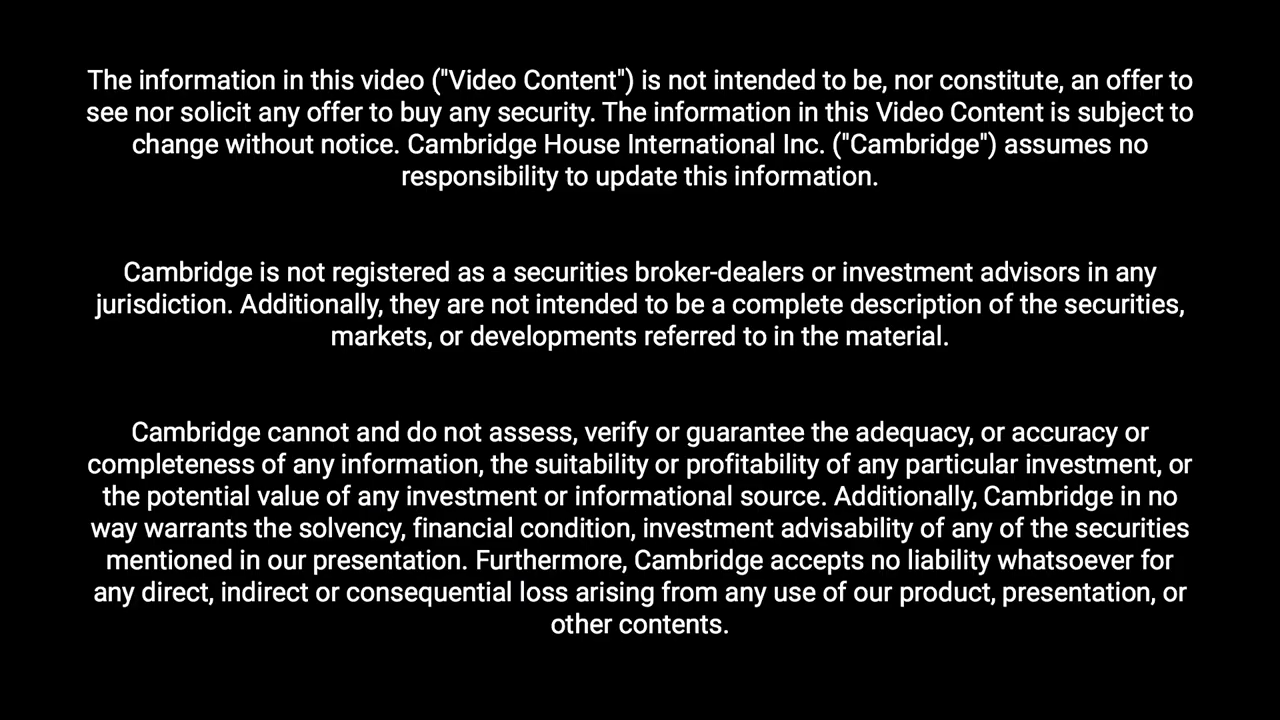 The information in this video ("Video Content") is not intended to be, nor constitute, an offer to
see nor solicit any offer to buy any security. The information in this Video Content is subject to
change without notice. Cambridge House International Inc. ("Cambridge") assumes no
responsibility to update this information.
Cambridge is not registered as a securities broker-dealers or investment advisors in any
jurisdiction. Additionally, they are not intended to be a complete description of the securities,
markets, or developments referred to in the material.
Cambridge cannot and do not assess, verify or guarantee the adequacy, or accuracy or
completeness of any information, the suitability or profitability of any particular investment, or
the potential value of any investment or informational source. Additionally, Cambridge in no
way warrants the solvency, financial condition, investment advisability of any of the securities
mentioned in our presentation. Furthermore, Cambridge accepts no liability whatsoever for
any direct, indirect or consequential loss arising from any use of our product, presentation, or
other contents.